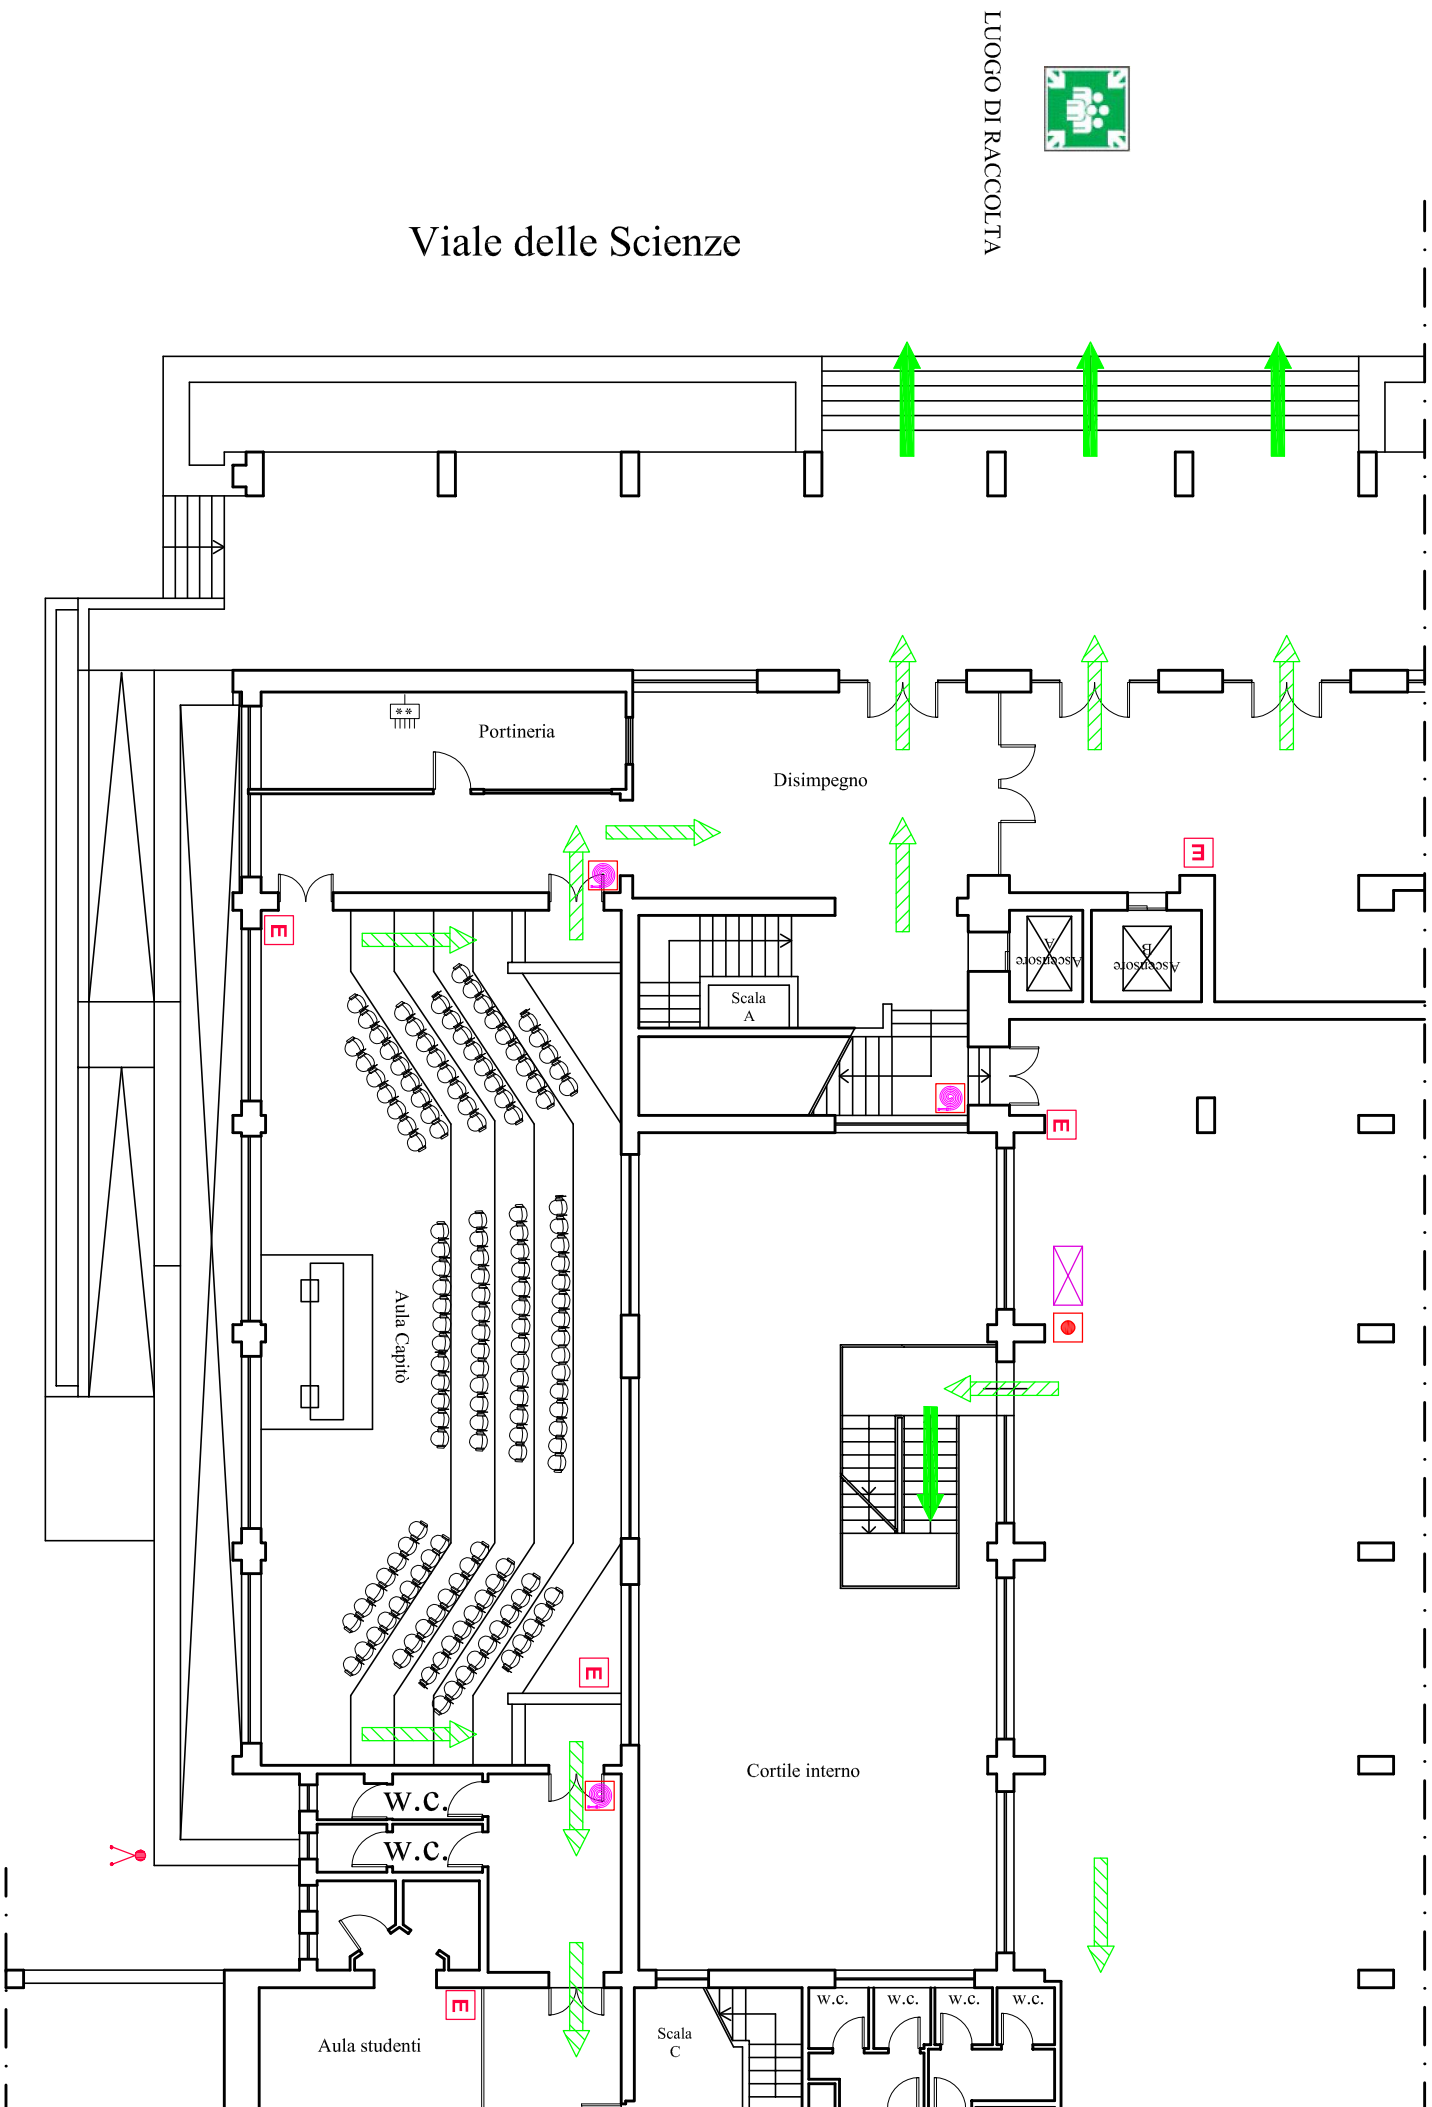 LUOGO DI RACCOLTA
Viale delle Scienze
**
Portineria
Disimpegno
E
E
Ascensore
A
Ascensore
B
Scala
A
E
Aula Capitò
E
Cortile interno
w.c.
w.c.
E
Aula studenti
Scala
C
w.c.
w.c.
w.c.
w.c.